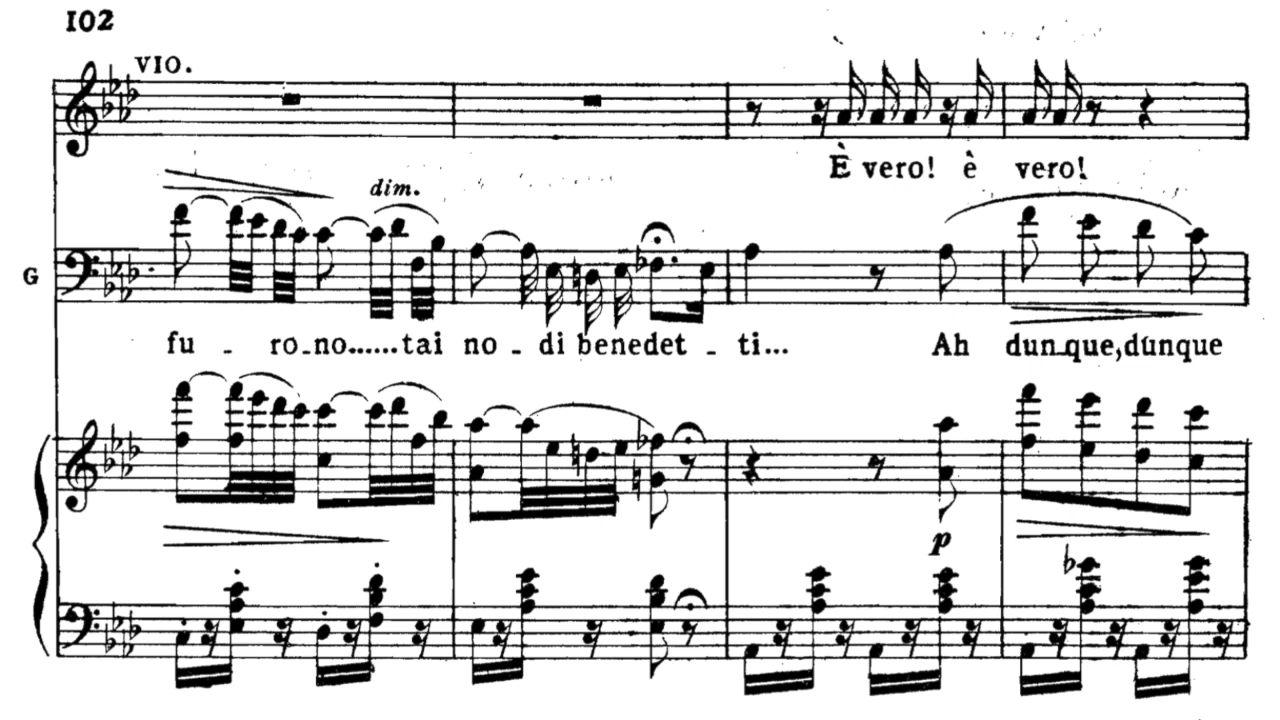 102
VIO.
È vero! è vero!
dim.
G
fu - ro-no......tai no - di benedet - ti... Ah dun-que,dunque
p